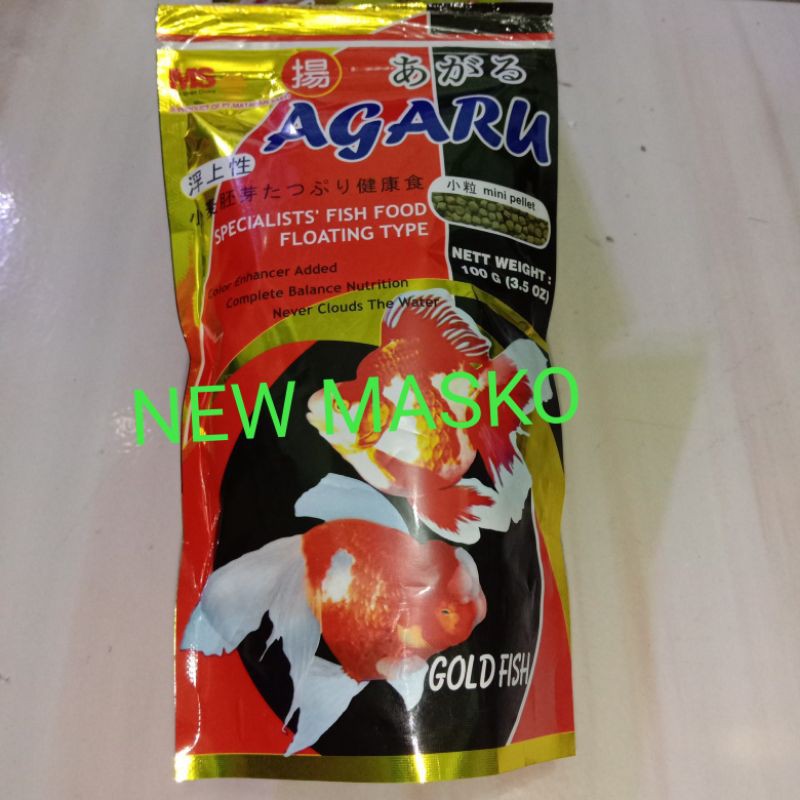 MS
揚 あがる
AGARU
浮上性
小麦胚芽たっぷり健康食
小粒 mini pellet
SPECIALISTS' FISH FOOD
FLOATING TYPE
NETT WEIGHT :
100 G (3.5 OZ)
Color Enhancer Added
Complete Balance Nutrition
Never Clouds The Water
NEW MASKO
GOLD FISH